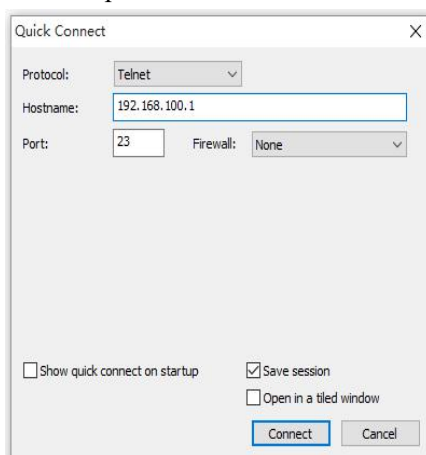 Quick Connect
Protocol: Telnet
Hostname: 192.168.100.1
Port: 23 Firewall: None
Show quick connect on startup Save session
Open in a tiled window
Connect Cancel